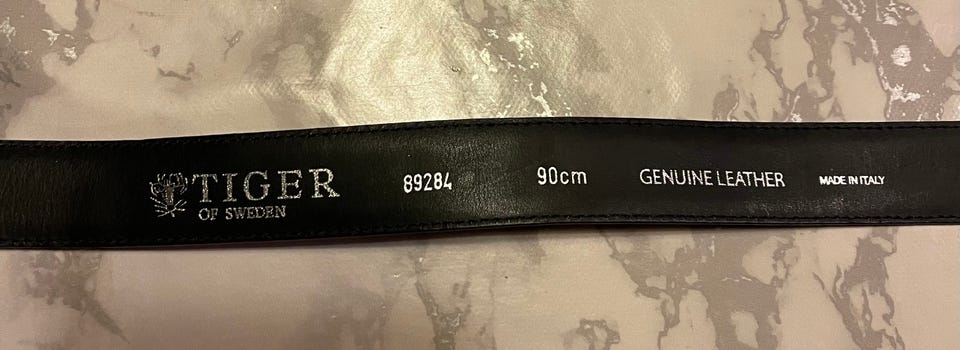 TIGER
OF SWEDEN
89284
90cm
GENUINE LEATHER
MADE IN ITALY